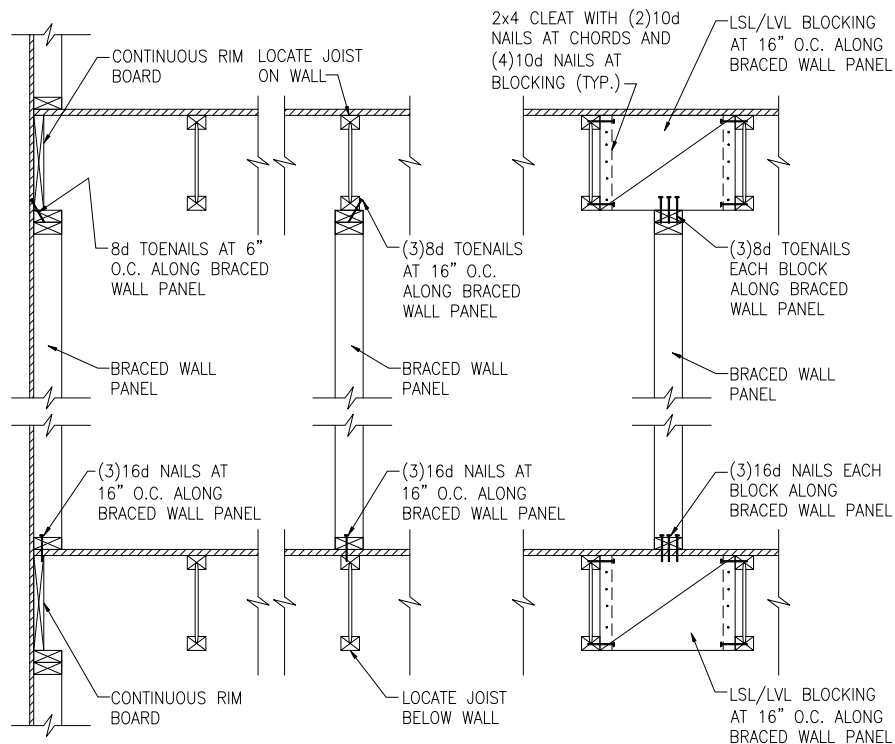 CONTINUOUS RIM
BOARD
LOCATE JOIST
ON WALL
2x4 CLEAT WITH (2)10d
NAILS AT CHORDS AND
(4)10d NAILS AT
BLOCKING (TYP.)
LSL/LVL BLOCKING
AT 16" O.C. ALONG
BRACED WALL PANEL
8d TOENAILS AT 6"
O.C. ALONG BRACED
WALL PANEL
(3)8d TOENAILS
AT 16" O.C.
ALONG BRACED
WALL PANEL
(3)8d TOENAILS
EACH BLOCK
ALONG BRACED
WALL PANEL
BRACED WALL
PANEL
BRACED WALL
PANEL
BRACED WALL
PANEL
(3)16d NAILS AT
16" O.C. ALONG
BRACED WALL PANEL
(3)16d NAILS AT
16" O.C. ALONG
BRACED WALL PANEL
(3)16d NAILS EACH
BLOCK ALONG
BRACED WALL PANEL
CONTINUOUS RIM
BOARD
LOCATE JOIST
BELOW WALL
LSL/LVL BLOCKING
AT 16" O.C. ALONG
BRACED WALL PANEL